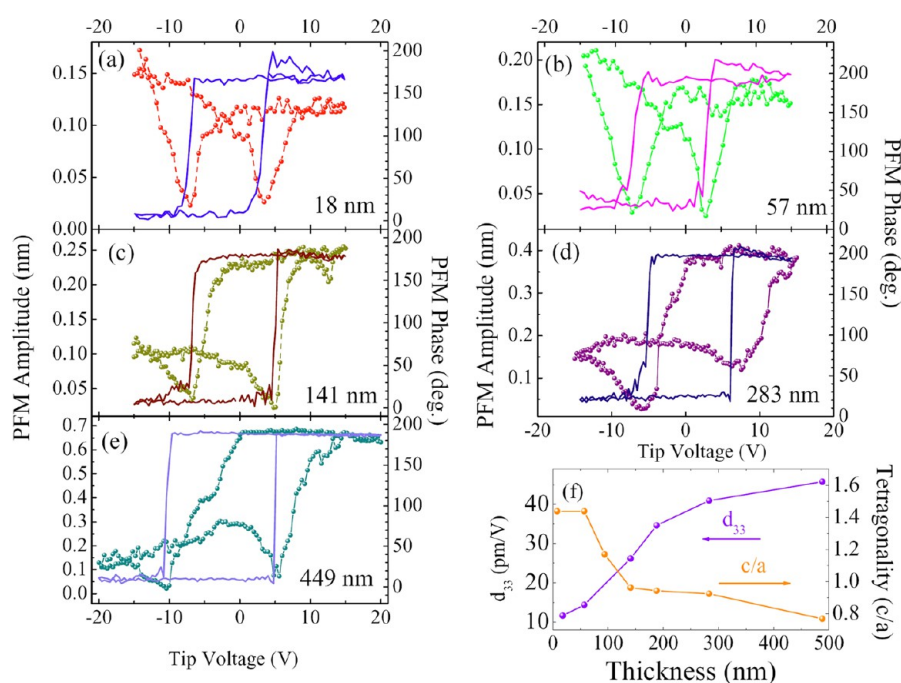 -20 -10 0 10 20
-20 -10 0 10 20
(a)
0.15
0.10
0.05
0.00
200
150
100
50
0
18 nm
(b)
0.20
0.15
0.10
0.05
0.00
200
150
100
50
0
57 nm
PFM Amplitude (nm)
PFM Phase (deg.)
PFM Amplitude (nm)
PFM Phase (deg.)
(c)
0.25
0.20
0.15
0.10
0.05
200
150
100
50
0
141 nm
(d)
0.4
0.3
0.2
0.1
200
150
100
50
0
283 nm
-20 -10 0 10 20
Tip Voltage (V)
(e)
0.7
0.6
0.5
0.4
0.3
0.2
0.1
0.0
200
150
100
50
0
449 nm
-20 -10 0 10 20
Tip Voltage (V)
(f)
40
30
20
10
d33 (pm/V)
d33
c/a
1.6
1.4
1.2
1.0
0.8
Tetragonality (c/a)
0 100 200 300 400 500
Thickness (nm)